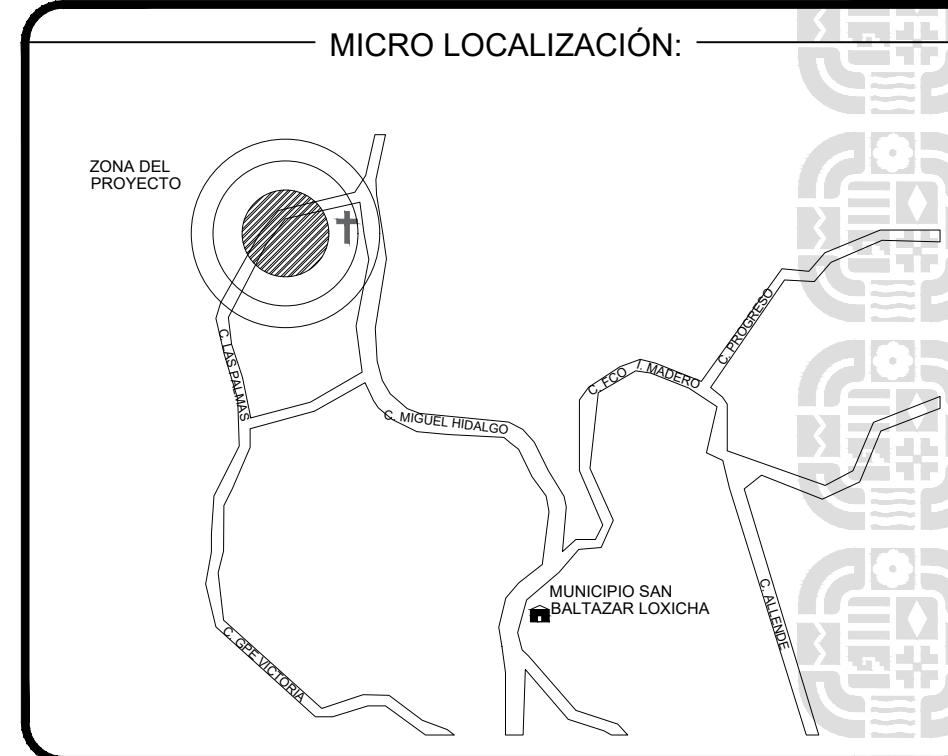 MICRO LOCALIZACIÓN:
ZONA DEL
PROYECTO
C. PROGRESO
C. FCO I. MADERO
C. LAS PALMAS
C. MIGUEL HIDALGO
MUNICIPIO SAN
BALTAZAR LOXICHA
C. ALLENDE
C. GPE VICTORIA